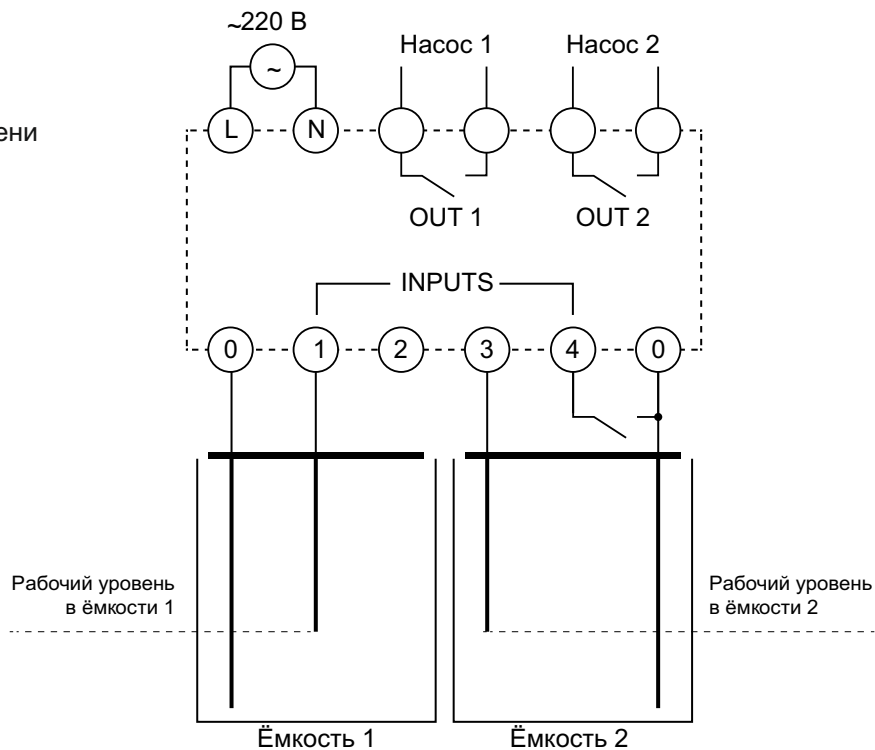 ~220 В
~
Насос 1
Насос 2
L
N
ени
OUT 1
OUT 2
INPUTS
0
1
2
3
4
0
Рабочий уровень
в ёмкости 1
Рабочий уровень
в ёмкости 2
Ёмкость 1
Ёмкость 2